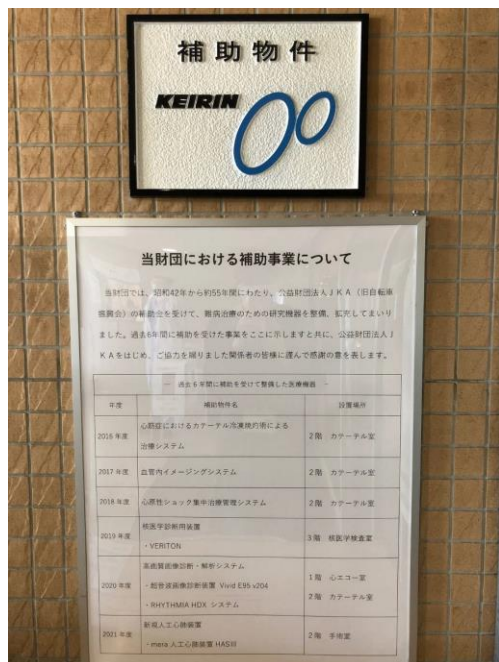 補助物件
KEIRIN
当財団における補助事業について
当財団では、昭和42年から約55年間にわたり、公益財団法人JKA（旧自転車
振興会）の補助金を受けて、難病治療のための研究機器を整備、拡充してまいり
ました。過去6年間に補助を受けた事業をここに示しますと共に、公益財団法人J
KAをはじめ、ご協力を賜りました関係者の皆様に謹んで感謝の意を表します。
- 過去6年間に補助を受けて整備した医療機器 -
年度 補助物件名 設置場所
2016年度 心筋症におけるカテーテル冷凍焼灼術による
治療システム 2階 カテーテル室
2017年度 血管内イメージングシステム 2階 カテーテル室
2018年度 心原性ショック集中治療管理システム 2階 カテーテル室
2019年度 核医学診断用装置
・VERITON 3階 核医学検査室
2020年度 高画質画像診断・解析システム
・超音波画像診断装置 Vivid E95 v204 1階 心エコー室
・RHYTHMIA HDX システム 2階 カテーテル室
2021年度 新規人工心肺装置
・mera 人工心肺装置 HASⅢ 2階 手術室